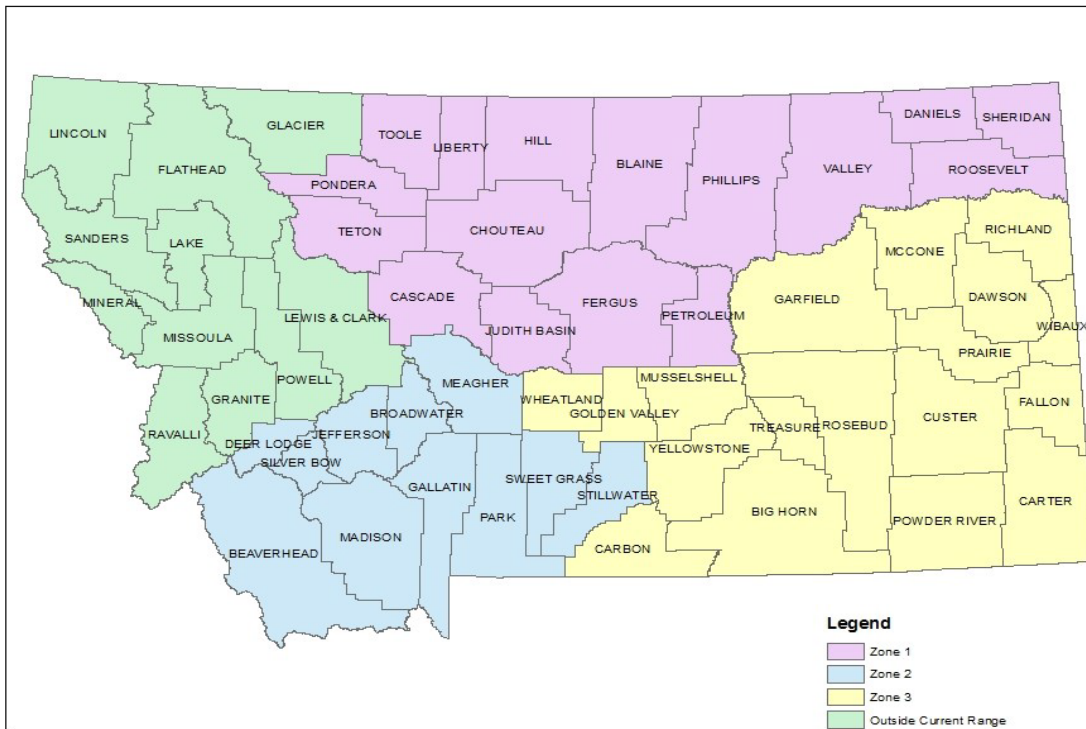 LINCOLN
GLACIER
FLATHEAD
TOOLE
LIBERTY
HILL
BLAINE
PHILLIPS
VALLEY
DANIELS
SHERIDAN
ROOSEVELT
PONDERA
TETON
CHOUTEAU
SANDERS
LAKE
MINERAL
MISSOULA
LEWIS & CLARK
CASCADE
JUDITH BASIN
FERGUS
PETROLEUM
GARFIELD
MCCONE
RICHLAND
DAWSON
WIBAUX
PRAIRIE
POWELL
GRANITE
RAVALLI
DEER LODGE
SILVER BOW
JEFFERSON
BROADWATER
MEAGHER
WHEATLAND
GOLDEN VALLEY
MUSSELSHELL
YELLOWSTONE
TREASURE
ROSEBUD
CUSTER
FALLON
CARTER
POWDER RIVER
BIG HORN
CARBON
STILLWATER
SWEET GRASS
PARK
GALLATIN
MADISON
BEAVERHEAD
Legend
Zone 1
Zone 2
Zone 3
Outside Current Range